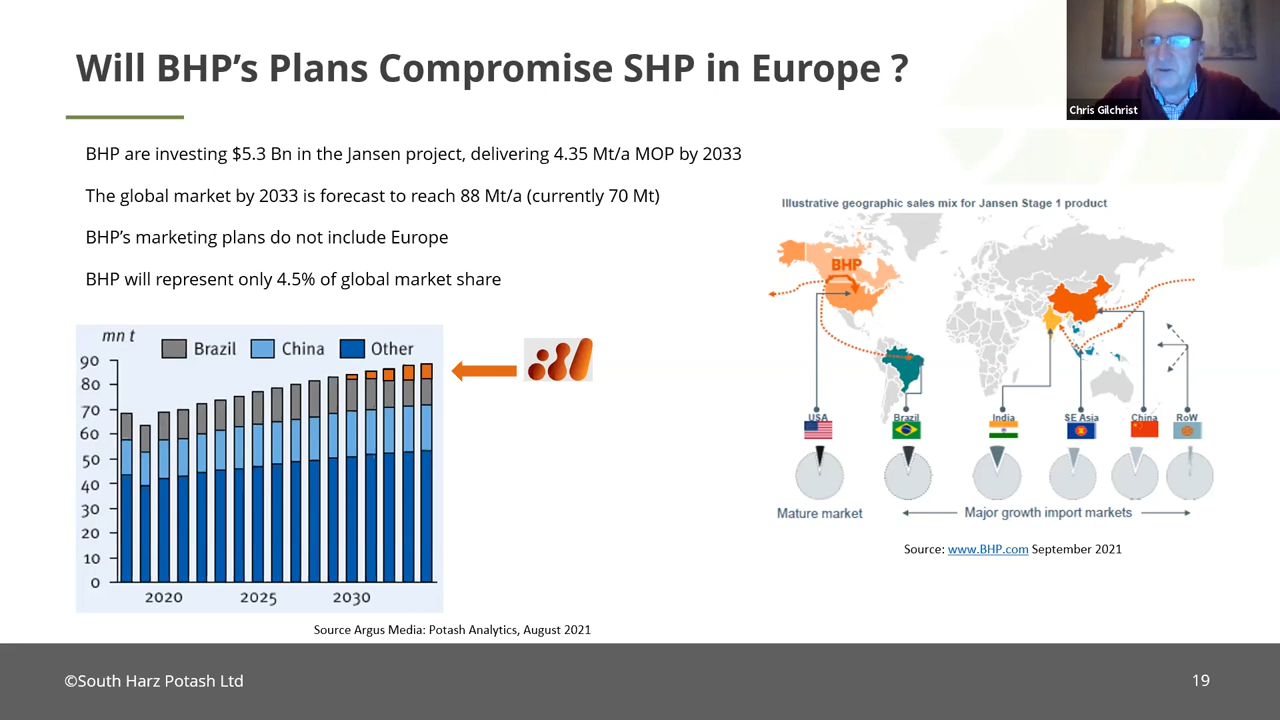 Will BHP’s Plans Compromise SHP in Europe ?
Chris Gilchrist
BHP are investing $5.3 Bn in the Jansen project, delivering 4.35 Mt/a MOP by 2033
The global market by 2033 is forecast to reach 88 Mt/a (currently 70 Mt)
BHP’s marketing plans do not include Europe
BHP will represent only 4.5% of global market share
mn t
Brazil China Other
90
80
70
60
50
40
30
20
10
0
2020 2025 2030
Source Argus Media: Potash Analytics, August 2021
Illustrative geographic sales mix for Jansen Stage 1 product
BHP
USA Brazil India SE Asia China RoW
Mature market Major growth import markets
Source: www.BHP.com September 2021
©South Harz Potash Ltd
19